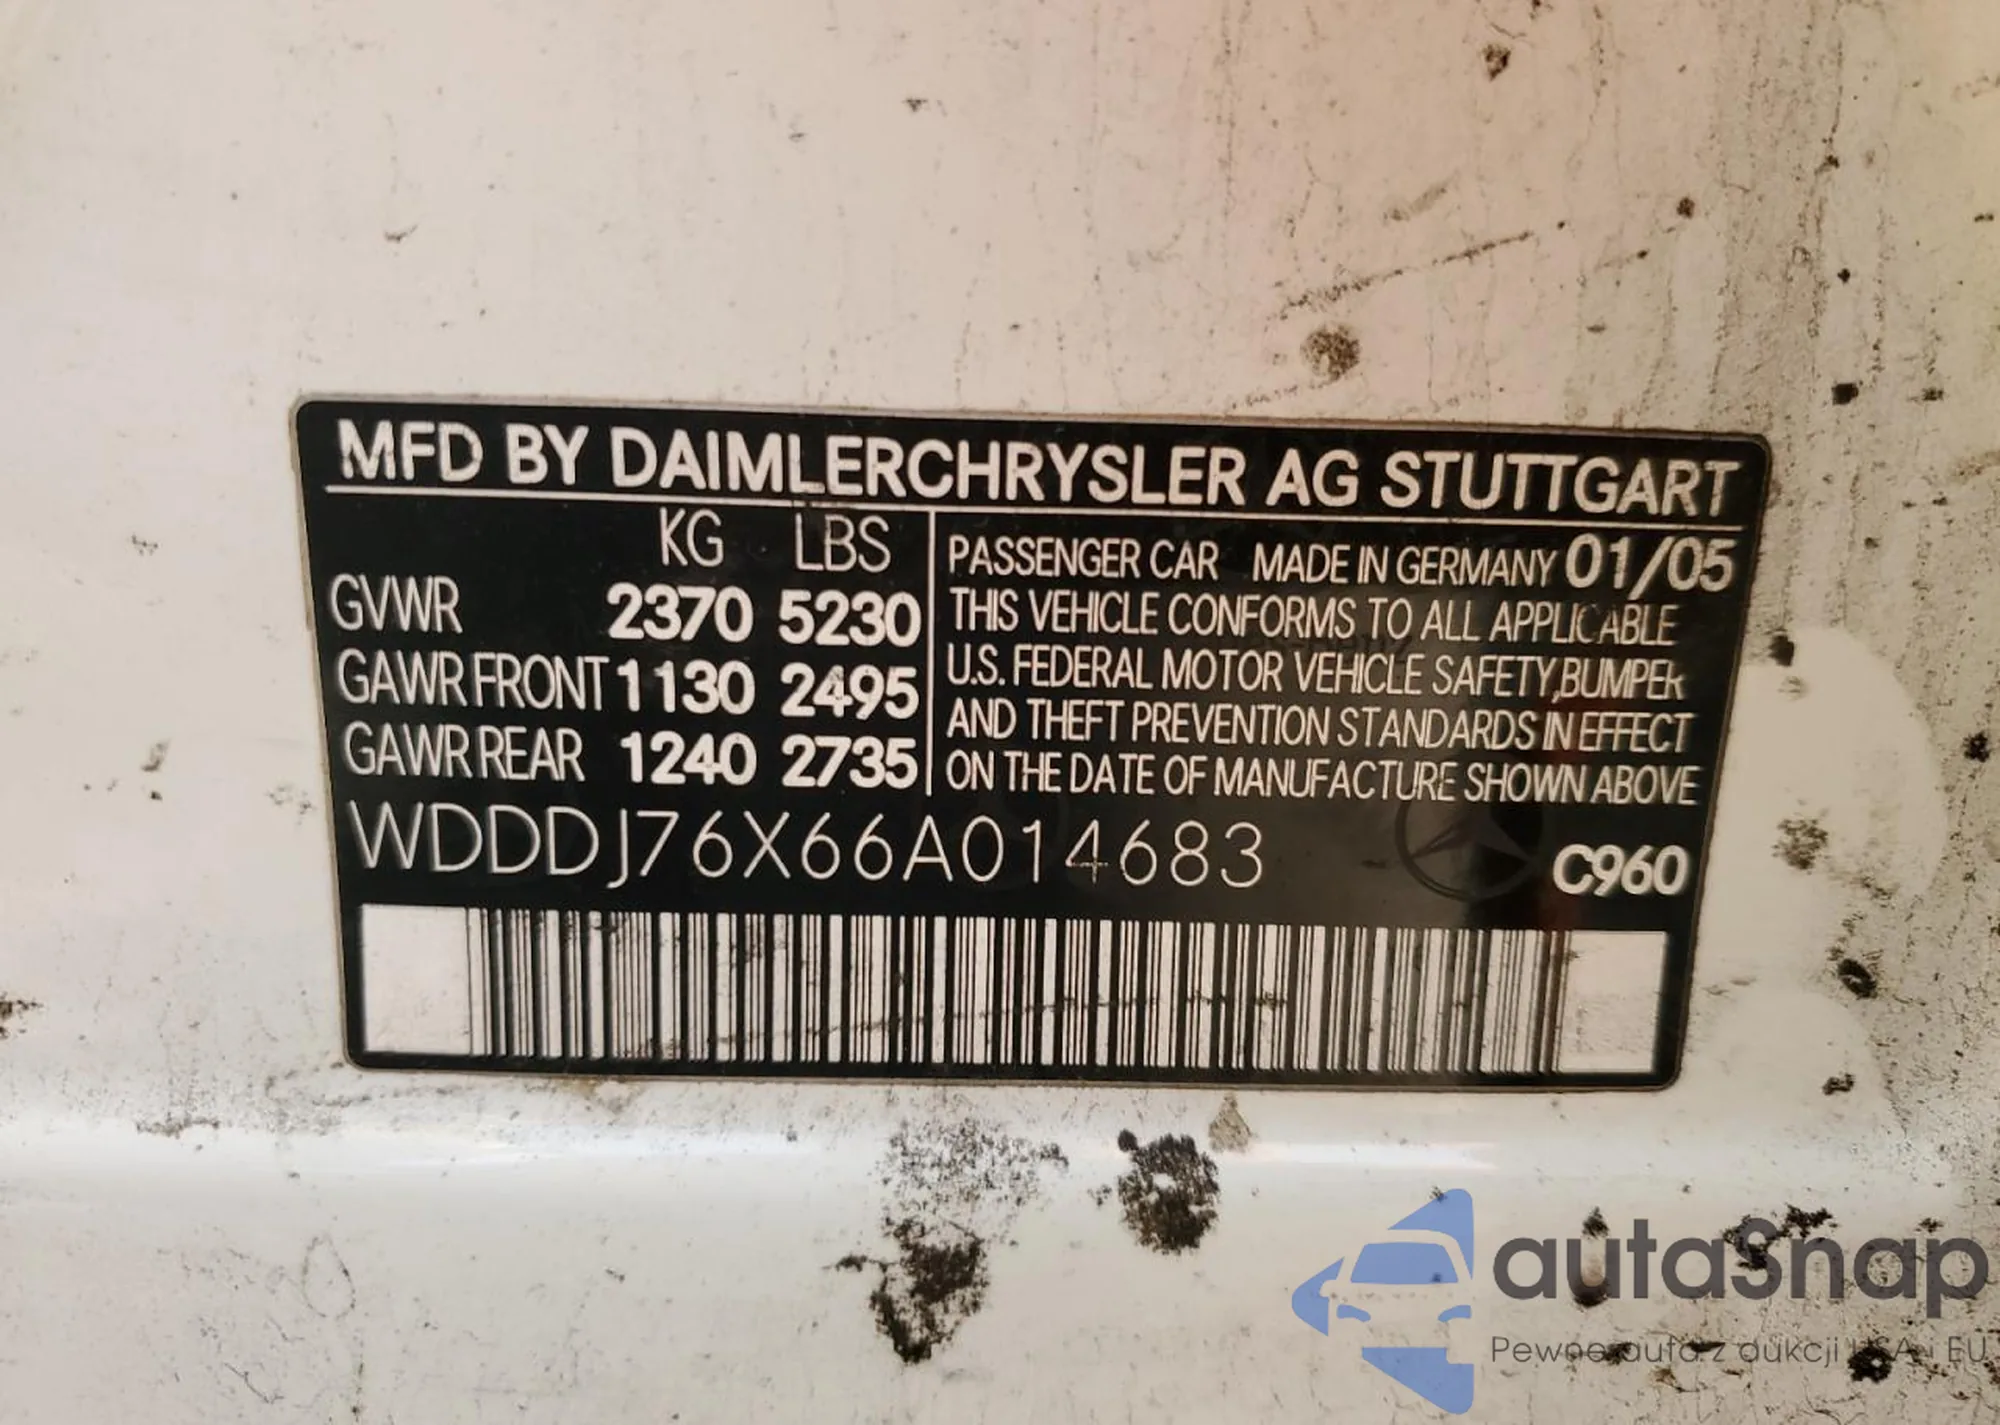 MFD BY DAIMLERCHRYSLER AG STUTTGART
KG LBS
GVWR 2370 5230
GAWR FRONT 1130 2495
GAWR REAR 1240 2735
PASSENGER CAR MADE IN GERMANY 01/05
THIS VEHICLE CONFORMS TO ALL APPLICABLE
U.S. FEDERAL MOTOR VEHICLE SAFETY, BUMPER
AND THEFT PREVENTION STANDARDS IN EFFECT
ON THE DATE OF MANUFACTURE SHOWN ABOVE
WDDDJ76X66A014683
C960
autaSnap
Pewne auta z aukcji USA i EU